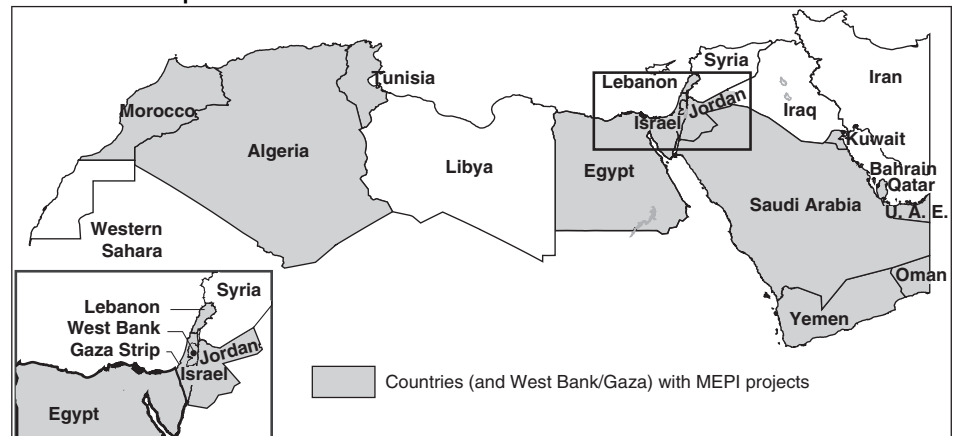 Syria
Iran
Lebanon
Tunisia
Morocco
Jordan
Iraq
Israel
Kuwait
Algeria
Libya
Egypt
Bahrain
Qatar
Saudi Arabia
U. A. E.
Western
Sahara
Oman
Yemen
Syria
Lebanon
West Bank
Gaza Strip
Jordan
Israel
Egypt
Countries (and West Bank/Gaza) with MEPI projects